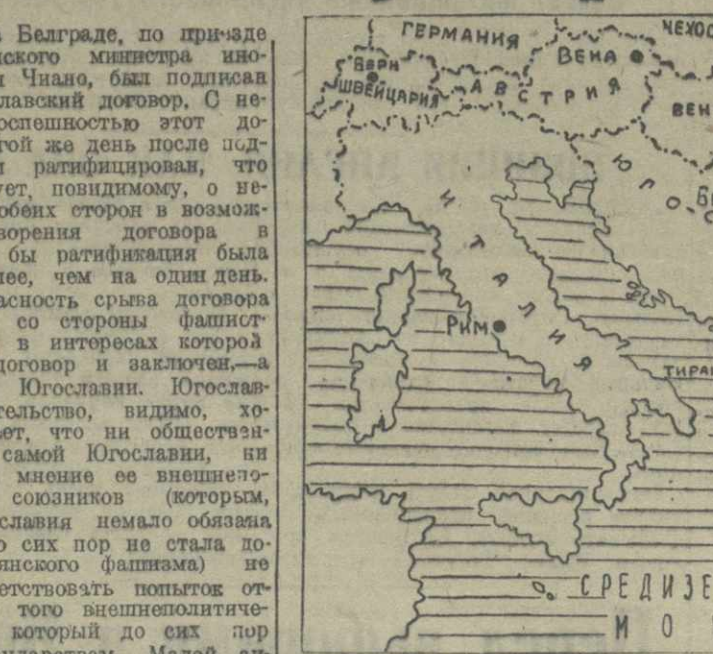 Белграде, по приезде
ского министра ино-
Чиано, был подписан
лавский договор. С не-
оспешностью этот до-
гой же день после под-
ратифицирован, что
ует, повидимому, о не-
обеих сторон в возмож-
ворения договора в
бы ратификация была
нее, чем на один день.
асность срыва договора
со стороны фашист-
в интересах которой
договор и заключен,—а
Югославии. Югослав-
тельство, видимо, хо-
ает, что ни обществен-
самой Югославии, ни
мнение ее внешнепо-
союзников (которым,
славия немало обязана
о сих пор не стала до-
янского фашизма) не
етствовать попыток от-
того внешнеполитиче-
который до сих пор
ГЕРМАНИЯ
ЧЕХОС
БЕРН
ВЕНА
ШВЕЙЦАРИЯ
АВСТРИЯ
ВЕН
ЮГО-С
ИТАЛИЯ
РИМ
ТИРАН
СРЕДИЗЕ
МО